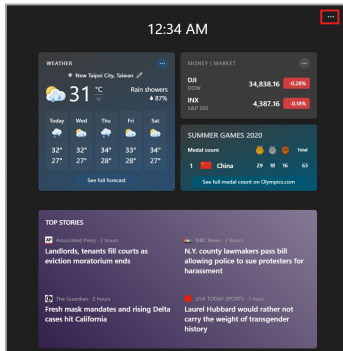 12:34 AM
WEATHER
New Taipei City, Taiwan
31 °C
Rain showers
87%
Today Wed Thu Fri Sat
32° 32° 34° 33° 34°
27° 27° 28° 28° 27°
See full forecast
MONEY | MARKET
DJI 34,838.16 -0.28%
DOW
INX 4,387.16 -0.18%
S&P 500
SUMMER GAMES 2020
Medal count Total
1 China 29 18 16 63
See full medal count on Olympics.com
TOP STORIES
AP Associated Press · 2 hours
Landlords, tenants fill courts as
eviction moratorium ends
NBC News · 2 hours
N.Y. county lawmakers pass bill
allowing police to sue protesters for
harassment
The Guardian · 2 hours
Fresh mask mandates and rising Delta
cases hit California
USA TODAY SPORTS · 1 hour
Laurel Hubbard would rather not
carry the weight of transgender
history